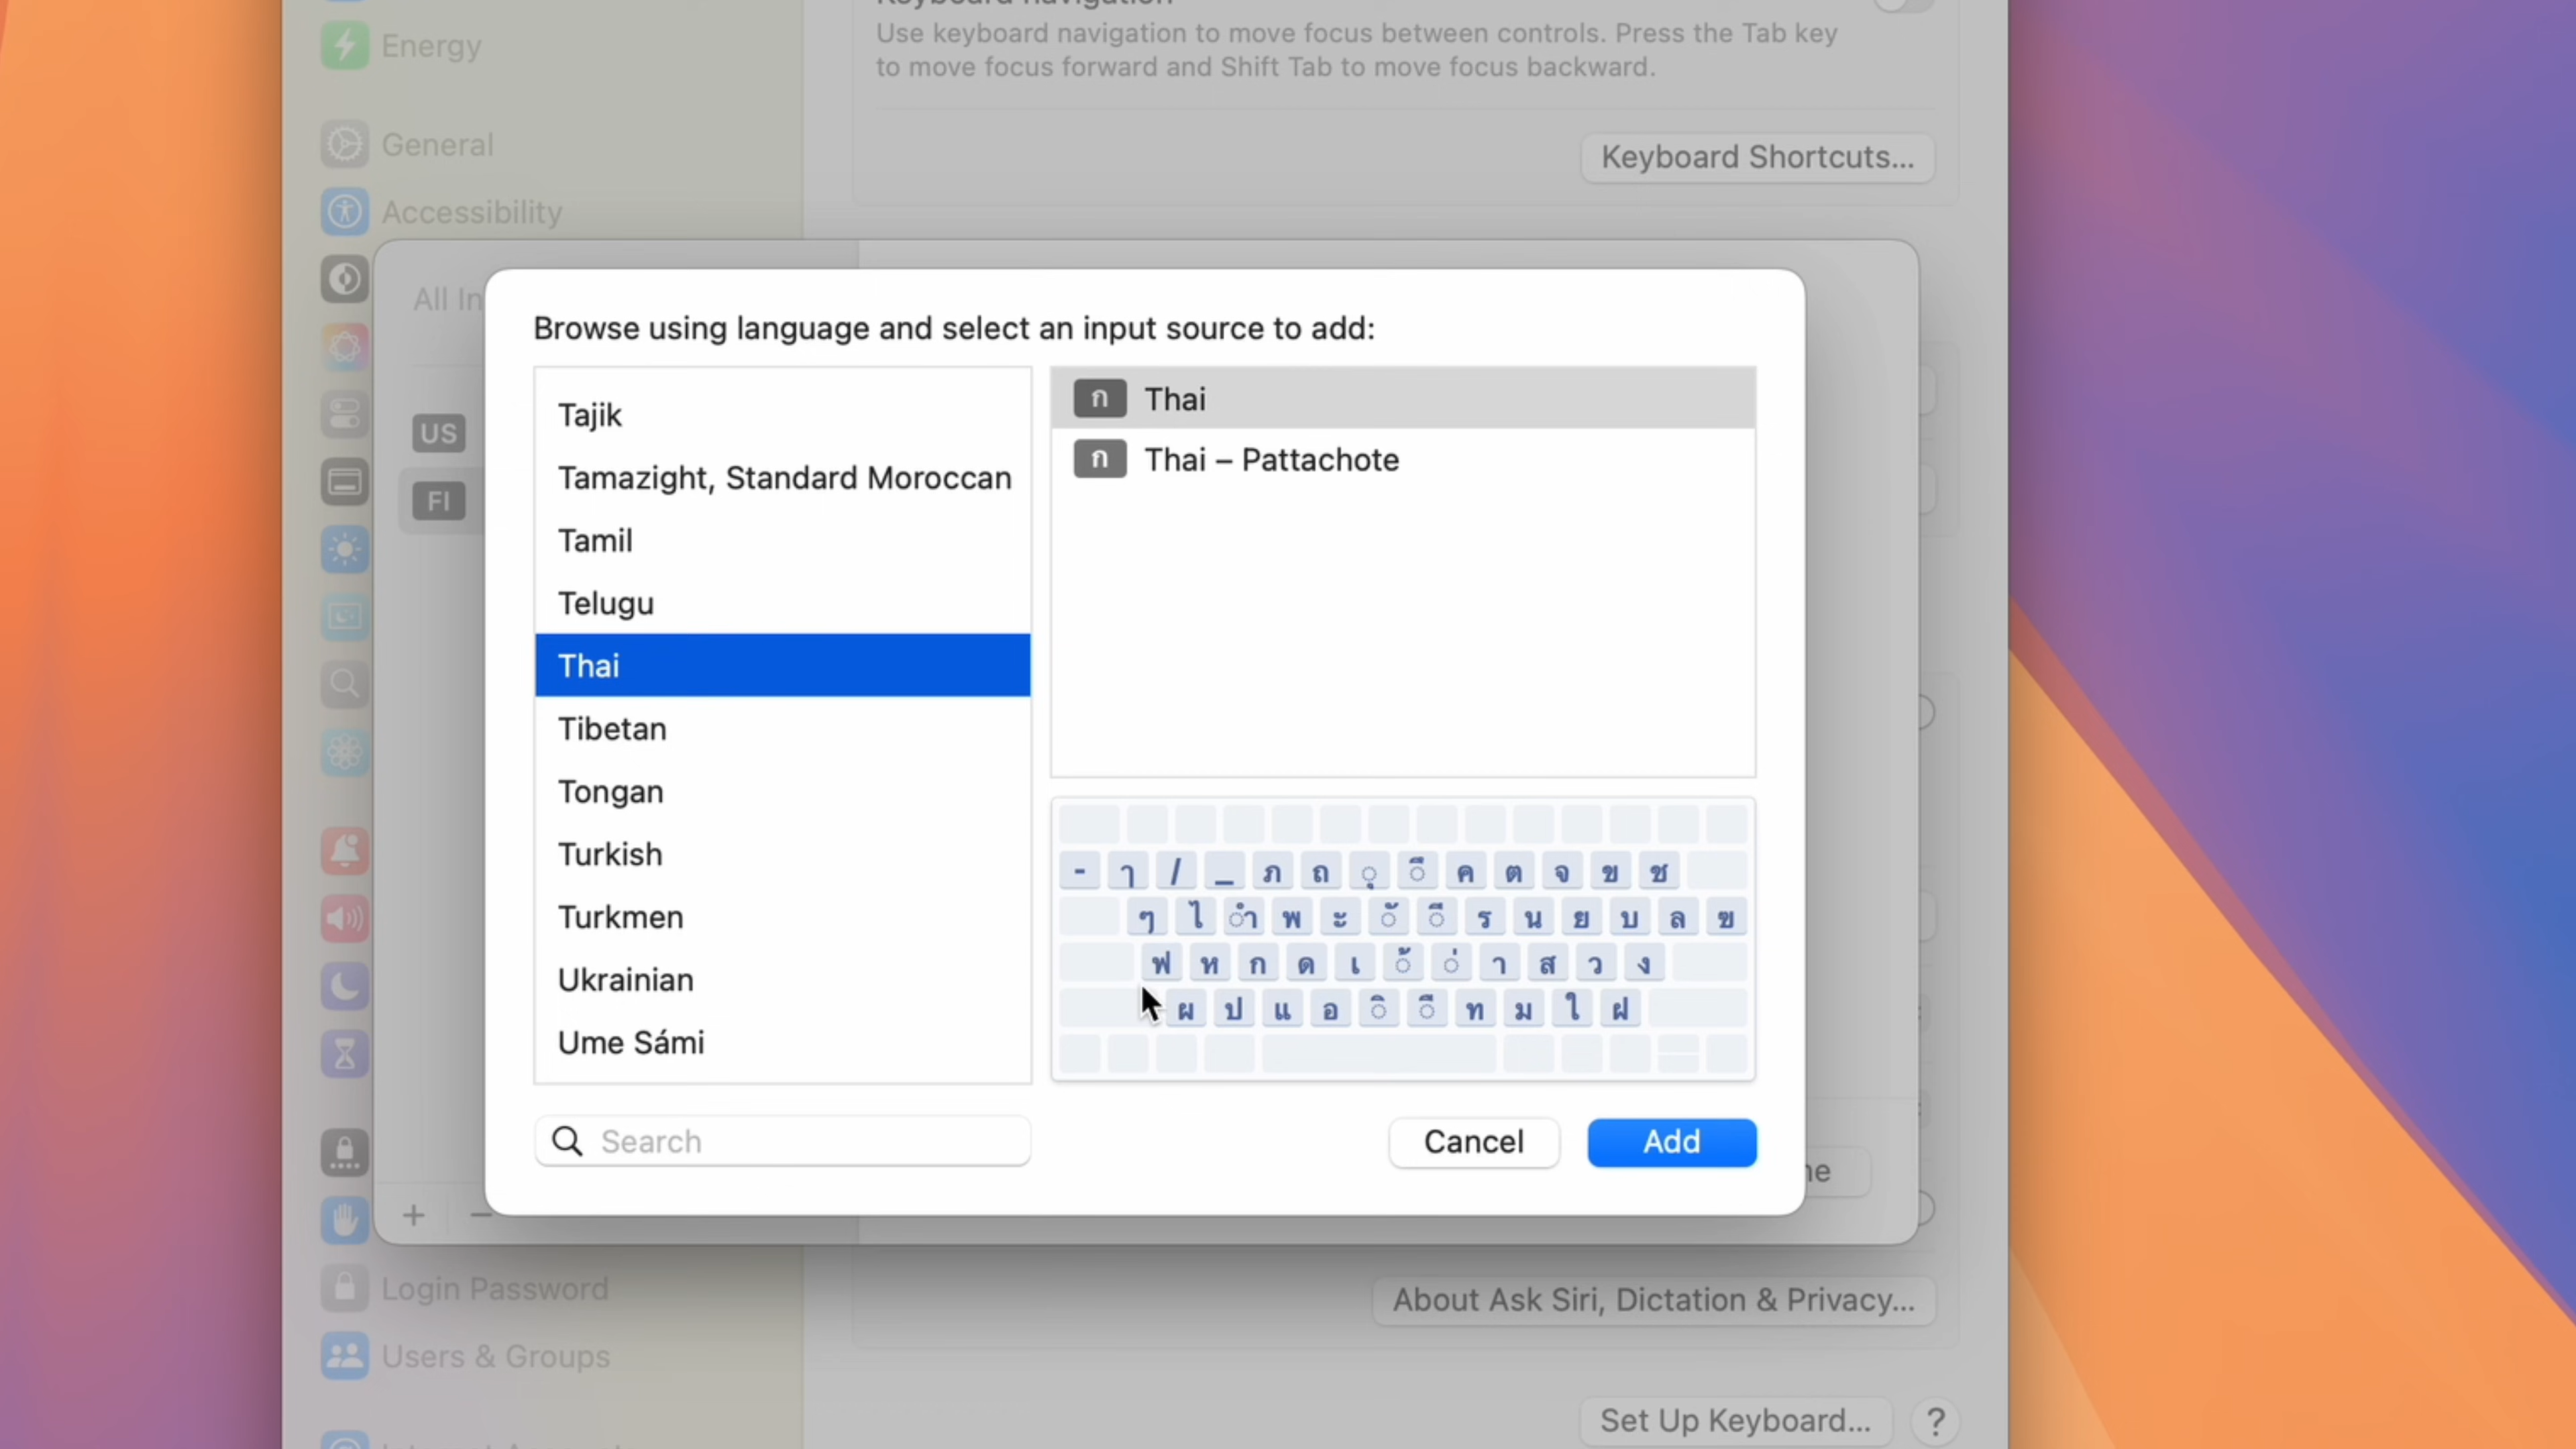 Energy
Use keyboard navigation to move focus between controls. Press the Tab key
to move focus forward and Shift Tab to move focus backward.
General
Keyboard Shortcuts...
Accessibility
All In
Browse using language and select an input source to add:
Tajik
ก Thai
US
Tamazight, Standard Moroccan
ก Thai – Pattachote
FI
Tamil
Telugu
Thai
Tibetan
Tongan
Turkish
- ๅ / _ ภ ถ ุ ึ ค ต จ ข ช
Turkmen
ๆ ไ ำ พ ะ ั ี ร น ย บ ล ฃ
Ukrainian
ฟ ห ก ด เ ้ ่ า ส ว ง
ผ ป แ อ ิ ื ท ม ใ ฝ
Ume Sámi
Search
Cancel
Add
+ −
Login Password
About Ask Siri, Dictation & Privacy...
Users & Groups
Set Up Keyboard...
?